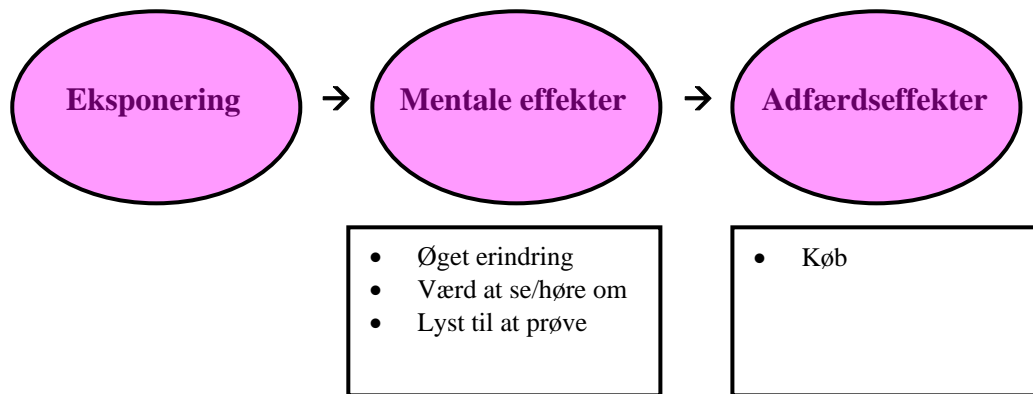 Eksponering → Mentale effekter → Adfærdseffekter
• Øget erindring
• Værd at se/høre om
• Lyst til at prøve
• Køb